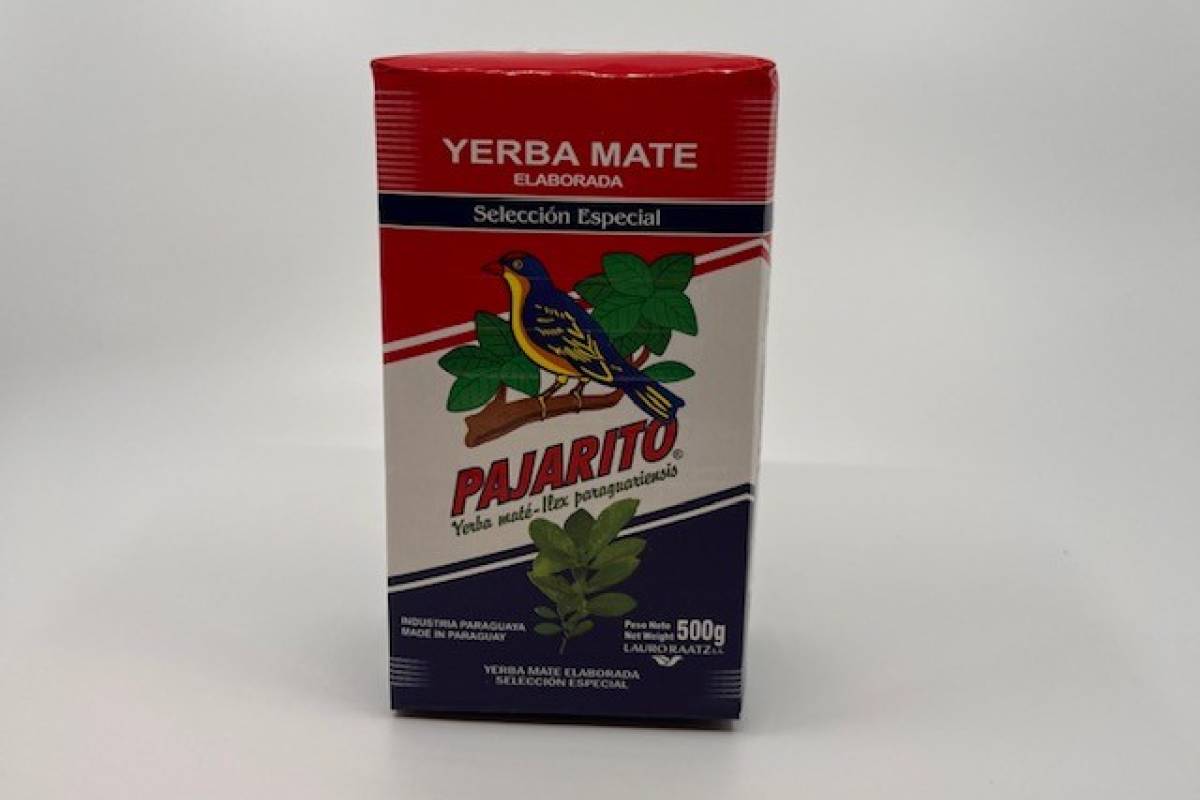 YERBA MATE
ELABORADA
Selección Especial
PAJARITO®
Yerba maté-Ilex paraguariensis
INDUSTRIA PARAGUAYA
MADE IN PARAGUAY
Peso Neto
Net Weight 500g
LAURO RAATZ S.A.
YERBA MATE ELABORADA
SELECCIÓN ESPECIAL